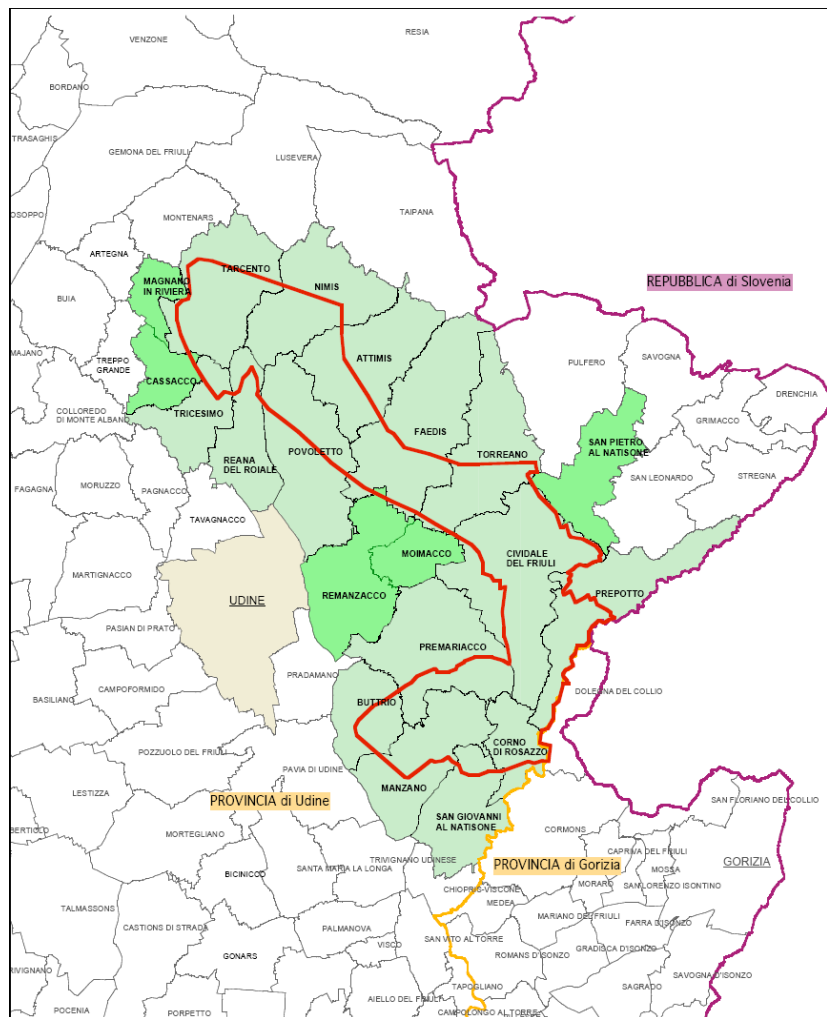 RESIA
VENZONE
BORDANO
TRASAGHIS
GEMONA DEL FRIULI
LUSEVERA
TAIPANA
OSOPPO
MONTENARS
ARTEGNA
TARCENTO
MAGNANO
IN RIVIERA
NIMIS
REPUBBLICA di Slovenia
BUIA
MAJANO
TREPPO
GRANDE
ATTIMIS
PULFERO
SAVOGNA
CASSACCO
DRENCHIA
COLLOREDO
DI MONTE ALBANO
TRICESIMO
GRIMACCO
FAEDIS
SAN PIETRO
AL NATISONE
POVOLETTO
TORREANO
REANA
DEL ROIALE
SAN LEONARDO
STREGNA
FAGAGNA
MORUZZO
PAGNACCO
TAVAGNACCO
MOIMACCO
CIVIDALE
DEL FRIULI
MARTIGNACCO
UDINE
REMANZACCO
PREPOTTO
PASIAN DI PRATO
PREMARIACCO
PRADAMANO
CAMPOFORMIDO
BASILIANO
DOLEGNA DEL COLLIO
BUTTRIO
CORNO
DI ROSAZZO
POZZUOLO DEL FRIULI
PAVIA DI UDINE
LESTIZZA
MANZANO
PROVINCIA di Udine
SAN FLORIANO DEL COLLIO
SAN GIOVANNI
AL NATISONE
BERTIOLO
MORTEGLIANO
CORMONS
CAPRIVA DEL FRIULI
TRIVIGNANO UDINESE
PROVINCIA di Gorizia
GORIZIA
SANTA MARIA LA LONGA
MOSSA
BICINICCO
MORARO
SAN LORENZO ISONTINO
CHIOPRIS-VISCONE
MEDEA
TALMASSONS
MARIANO DEL FRIULI
FARRA D'ISONZO
CASTIONS DI STRADA
PALMANOVA
SAN VITO AL TORRE
VISCO
GRADISCA D'ISONZO
GONARS
ROMANS D'ISONZO
RIVIGNANO
SAVOGNA D'ISONZO
TAPOGLIANO
SAGRADO
AIELLO DEL FRIULI
POCENIA
PORPETTO
CAMPOLONGO AL TORRE